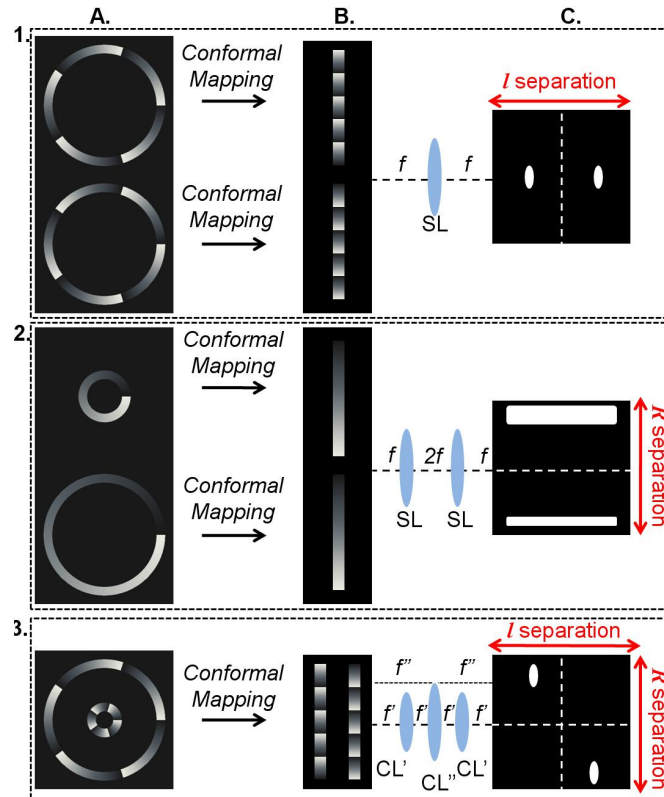 A.
B.
C.
1.
Conformal
Mapping
Conformal
Mapping
f
f
SL
l separation
2.
Conformal
Mapping
Conformal
Mapping
f
2f
f
SL
SL
R separation
3.
Conformal
Mapping
f"
f"
f'
f'
f'
f'
CL'
CL"
CL'
l separation
R separation